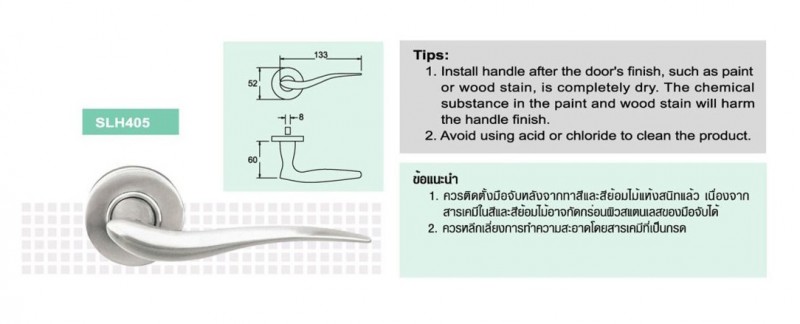 SLH405
133
52
8
60
Tips:
1. Install handle after the door's finish, such as paint
or wood stain, is completely dry. The chemical
substance in the paint and wood stain will harm
the handle finish.
2. Avoid using acid or chloride to clean the product.
ข้อแนะนำ
1. ควรติดตั้งมือจับหลังจากทาสีและสีย้อมไม้แห้งสนิทแล้ว เนื่องจาก
สารเคมีในสีและสีย้อมไม้อาจกัดกร่อนผิวสแตนเลสของมือจับได้
2. ควรหลีกเลี่ยงการทำความสะอาดโดยสารเคมีที่เป็นกรด